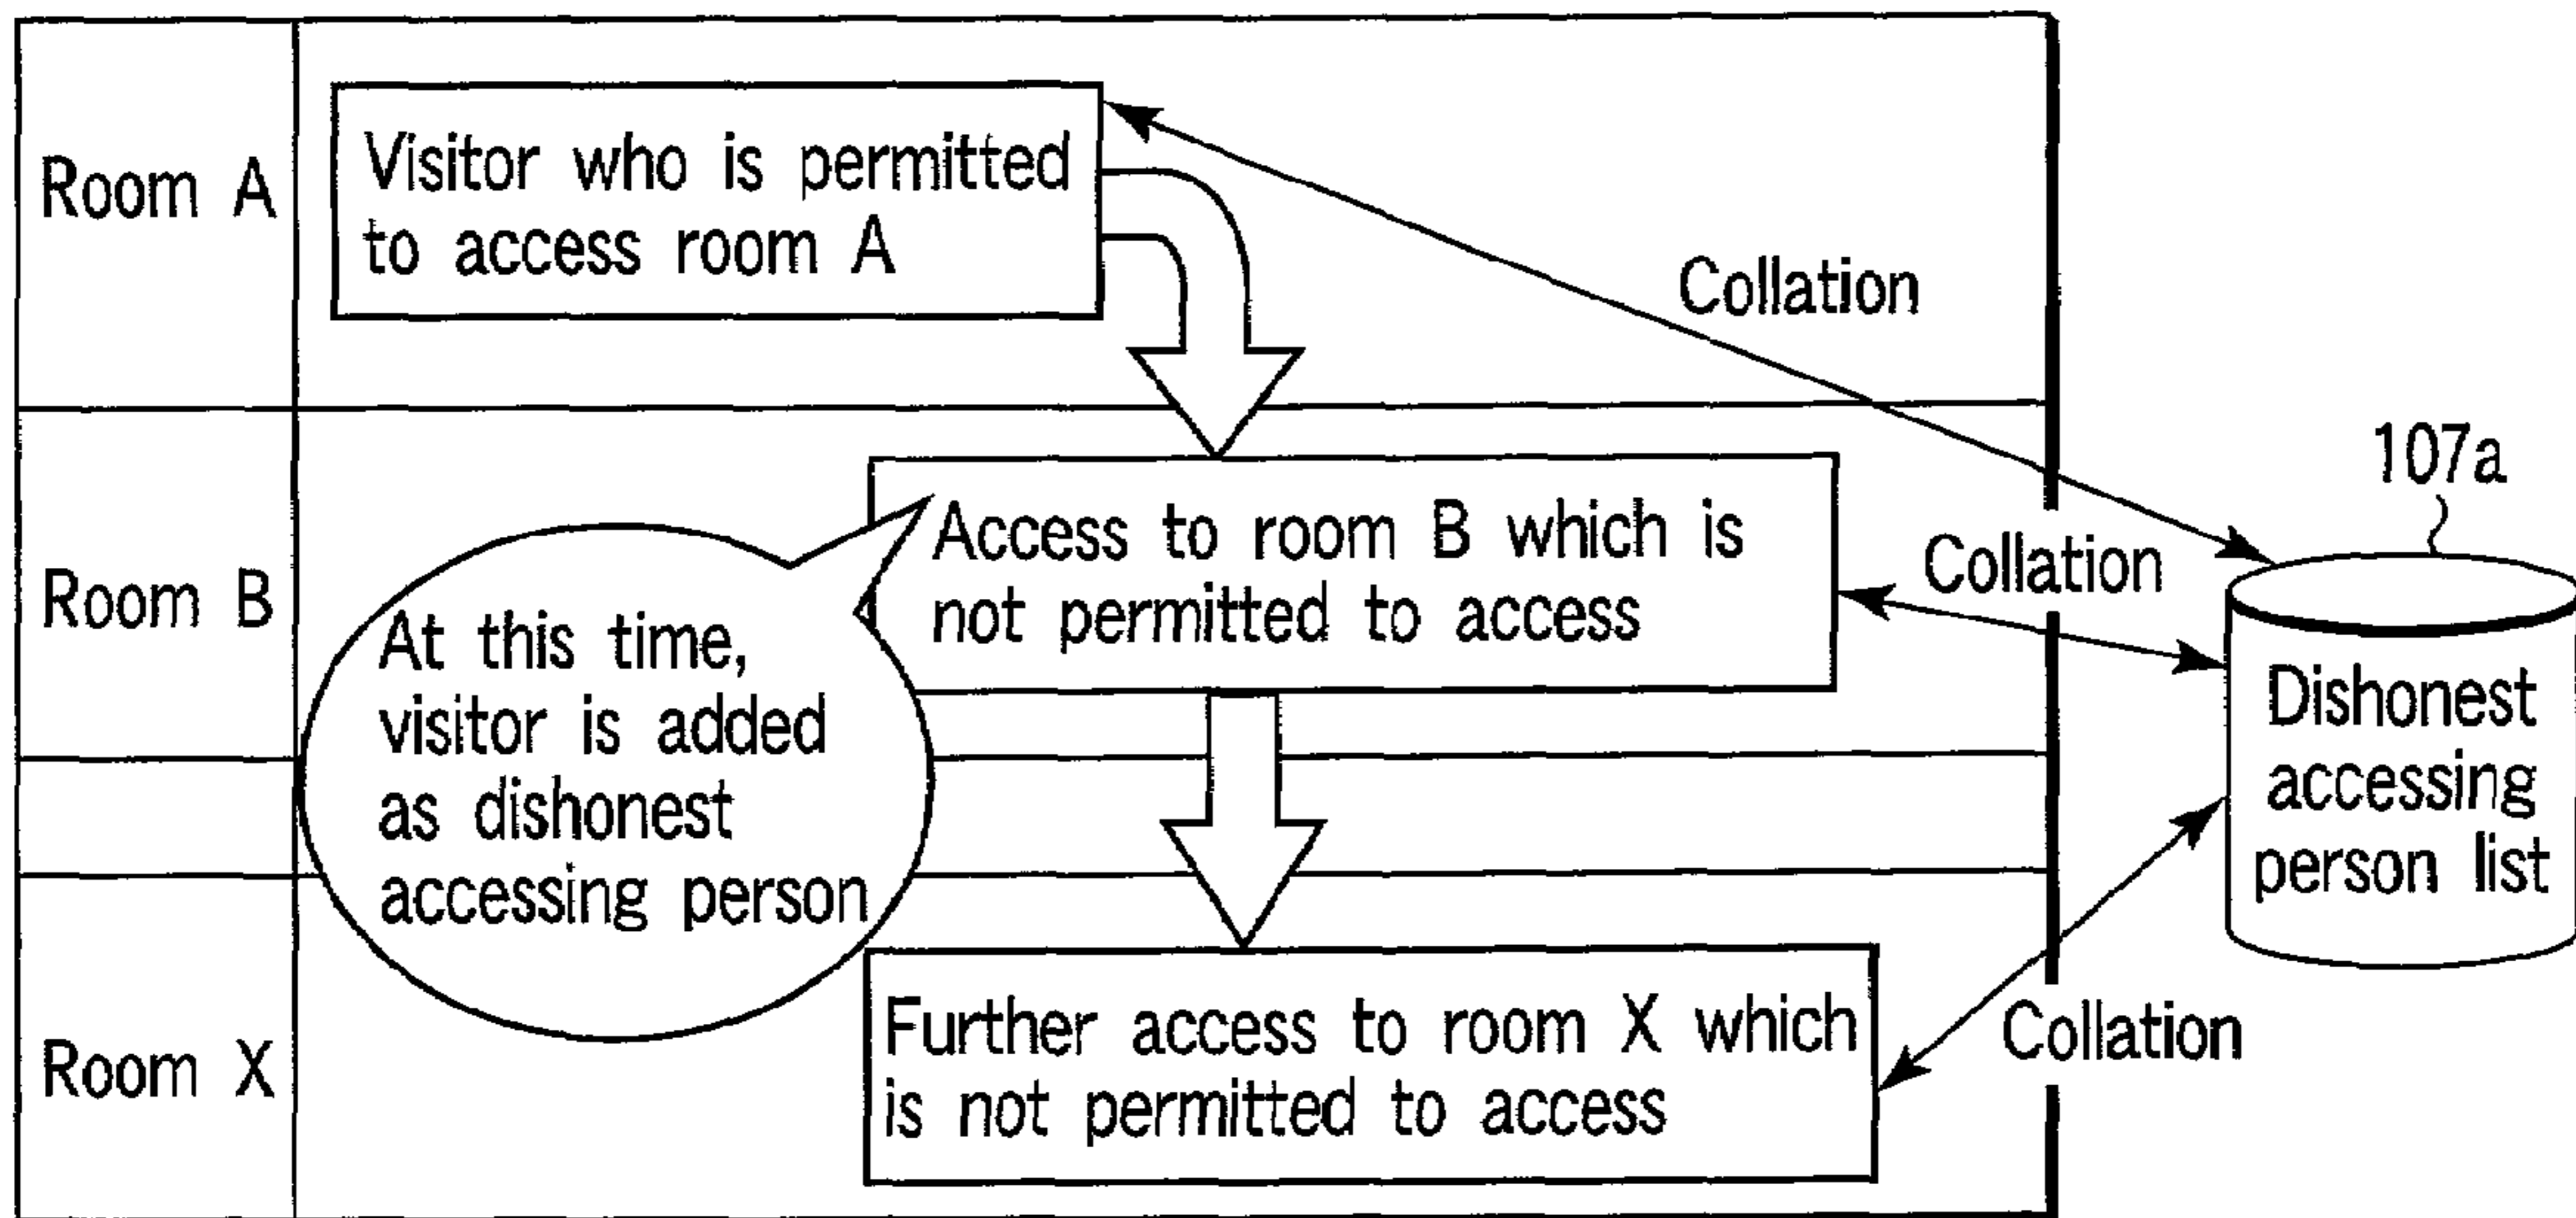 Room A
Visitor who is permitted
to access room A
Collation
Room B
Access to room B which is
not permitted to access
Collation
107a
At this time,
visitor is added
as dishonest
accessing person
Dishonest
accessing
person list
Room X
Further access to room X which
is not permitted to access
Collation